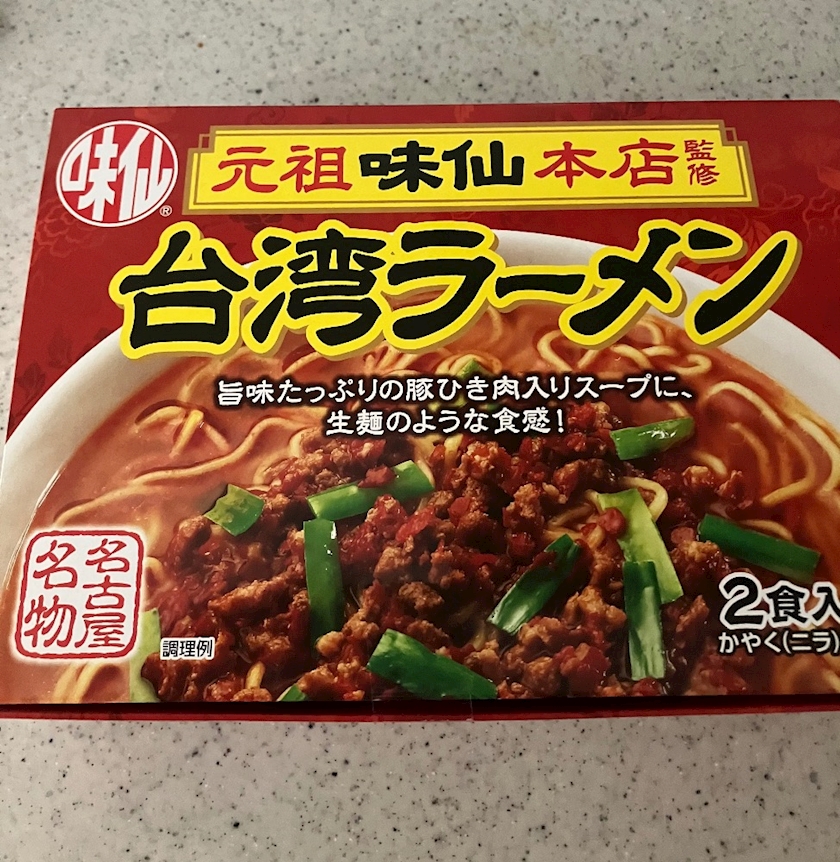 味仙®
元祖味仙本店監修
台湾ラーメン
旨味たっぷりの豚ひき肉入りスープに、
生麺のような食感!
名古屋
名物
調理例
2食入
かやく(ニラ)